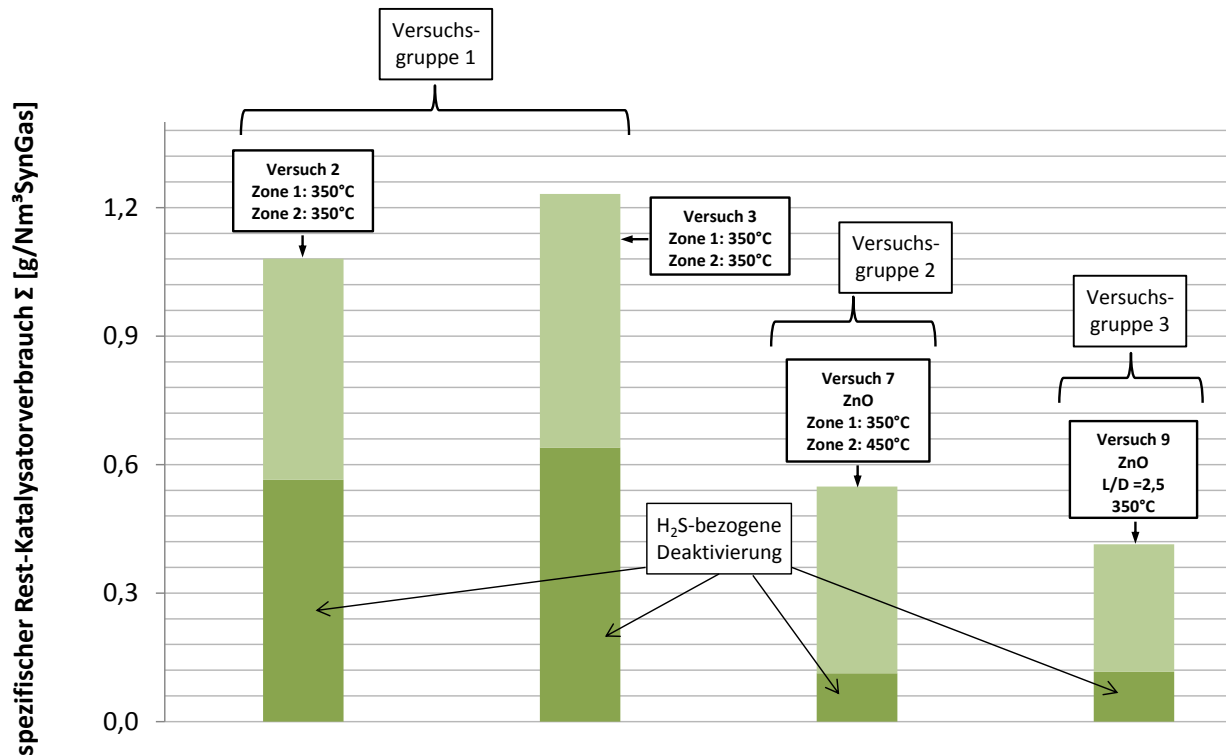 Versuchs-
gruppe 1
spezifischer Rest-Katalysatorverbrauch Σ [g/Nm³SynGas]
Versuch 2
Zone 1: 350°C
Zone 2: 350°C
1,2
Versuch 3
Zone 1: 350°C
Zone 2: 350°C
Versuchs-
gruppe 2
Versuchs-
gruppe 3
0,9
Versuch 7
ZnO
Zone 1: 350°C
Zone 2: 450°C
Versuch 9
ZnO
L/D =2,5
350°C
0,6
H₂S-bezogene
Deaktivierung
0,3
0,0